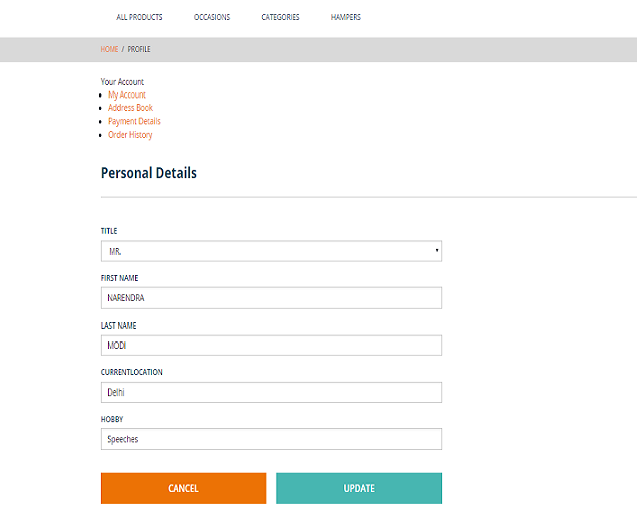 ALL PRODUCTS OCCASIONS CATEGORIES HAMPERS
HOME / PROFILE
Your Account
My Account
Address Book
Payment Details
Order History
Personal Details
TITLE
MR.
FIRST NAME
NARENDRA
LAST NAME
MODI
CURRENTLOCATION
Delhi
HOBBY
Speeches
CANCEL UPDATE